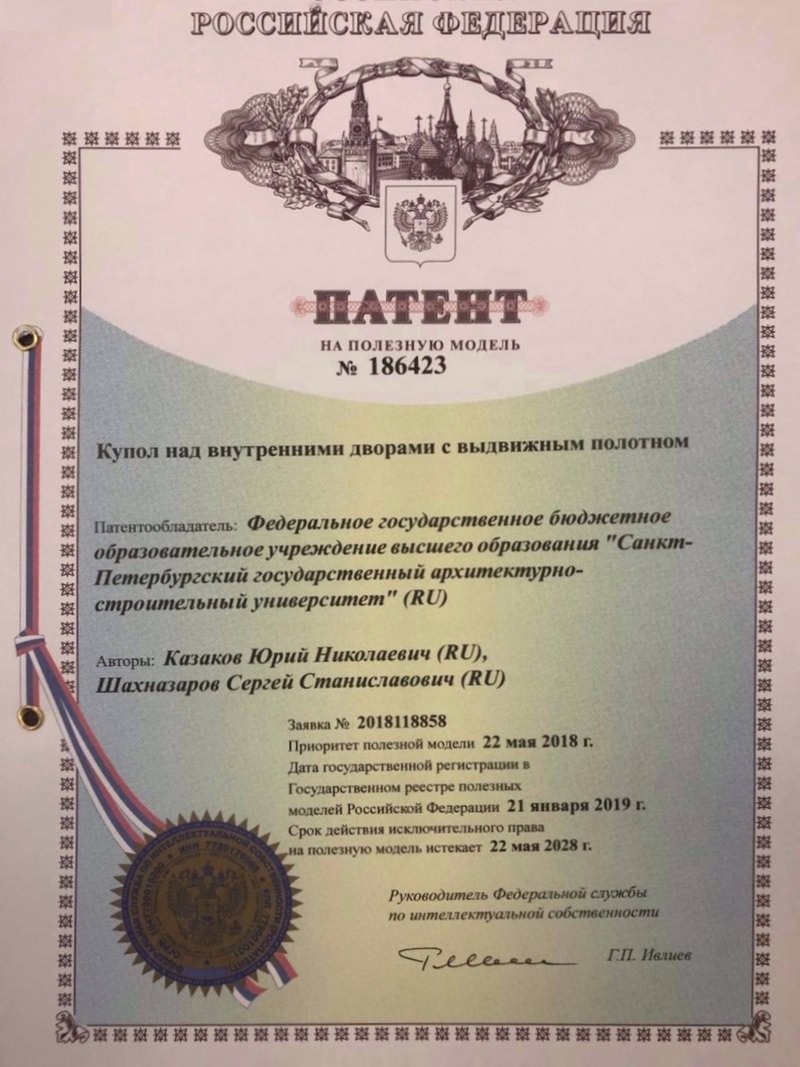 РОССИЙСКАЯ ФЕДЕРАЦИЯ
ПАТЕНТ
НА ПОЛЕЗНУЮ МОДЕЛЬ
№ 186423
Купол над внутренними дворами с выдвижным полотном
Патентообладатель: Федеральное государственное бюджетное
образовательное учреждение высшего образования "Санкт-
Петербургский государственный архитектурно-
строительный университет" (RU)
Авторы: Казаков Юрий Николаевич (RU),
Шахназаров Сергей Станиславович (RU)
Заявка № 2018118858
Приоритет полезной модели 22 мая 2018 г.
Дата государственной регистрации в
Государственном реестре полезных
моделей Российской Федерации 21 января 2019 г.
Срок действия исключительного права
на полезную модель истекает 22 мая 2028 г.
Руководитель Федеральной службы
по интеллектуальной собственности
Г.П. Ивлиев